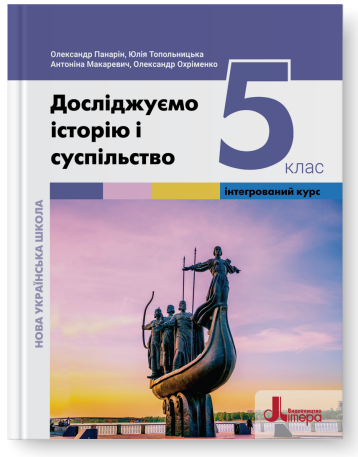 Олександр Панарін, Юлія Топольницька
Антоніна Макаревич, Олександр Охріменко
Досліджуємо
історію і
суспільство
5
клас
інтегрований курс
НОВА УКРАЇНСЬКА ШКОЛА
Видавництво
Літера